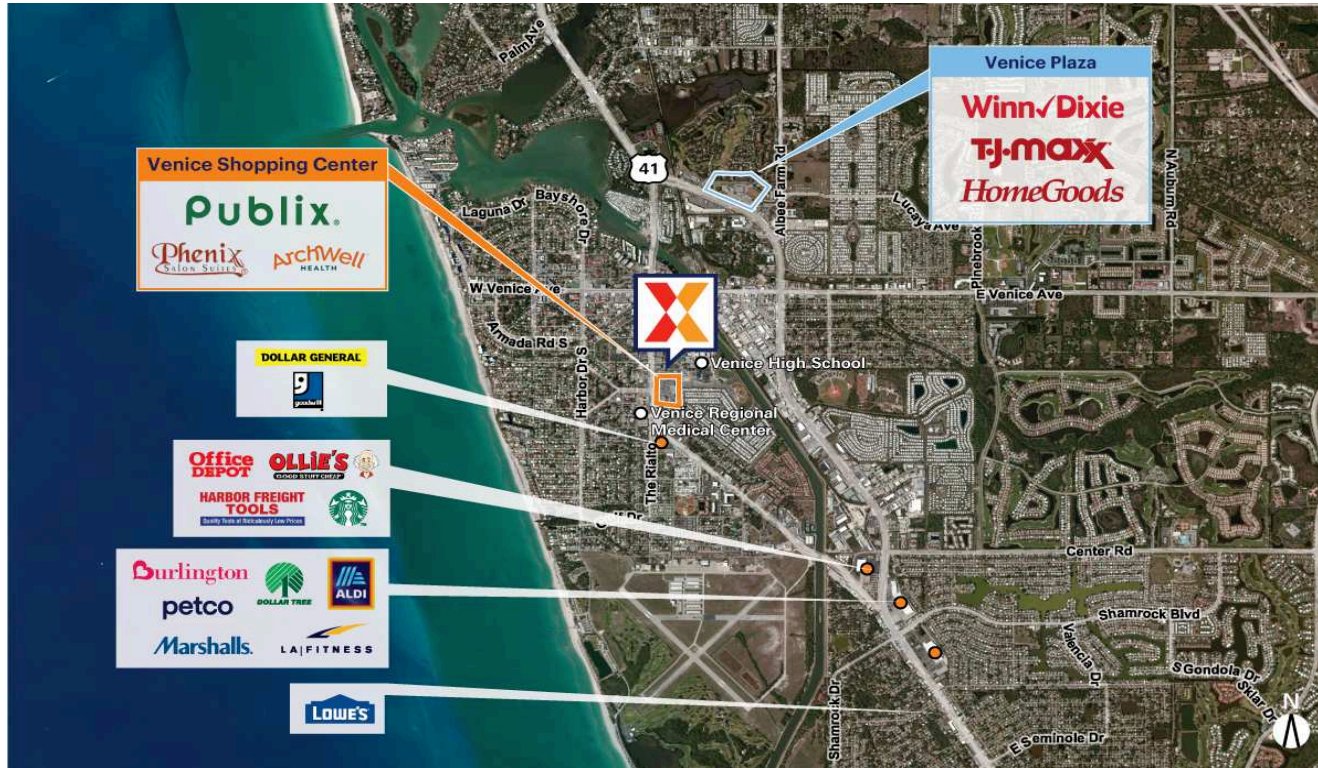 Venice Plaza
Winn Dixie
T·J·maxx
HomeGoods
Venice Shopping Center
Publix
Phenix
SALON SUITES
ArchWell
HEALTH
41
Palm Ave
Albee Farm Rd
N Auburn Rd
Lucaya Ave
Pinebrook
Laguna Dr
Bayshore Dr
W Venice Ave
E Venice Ave
Armada Rd S
Harbor Dr S
Venice High School
Venice Regional
Medical Center
The Rialto
DOLLAR GENERAL
goodwill
Office
DEPOT
OLLIE'S
GOOD STUFF CHEAP
HARBOR FREIGHT
TOOLS
Quality Tools at Ridiculously Low Prices
Burlington
DOLLAR TREE
ALDI
petco
Marshalls
LA FITNESS
LOWE'S
Center Rd
Shamrock Blvd
Valencia Dr
S Gondola Dr
Sklar Dr
Shamrock Dr
E Seminole Dr
N